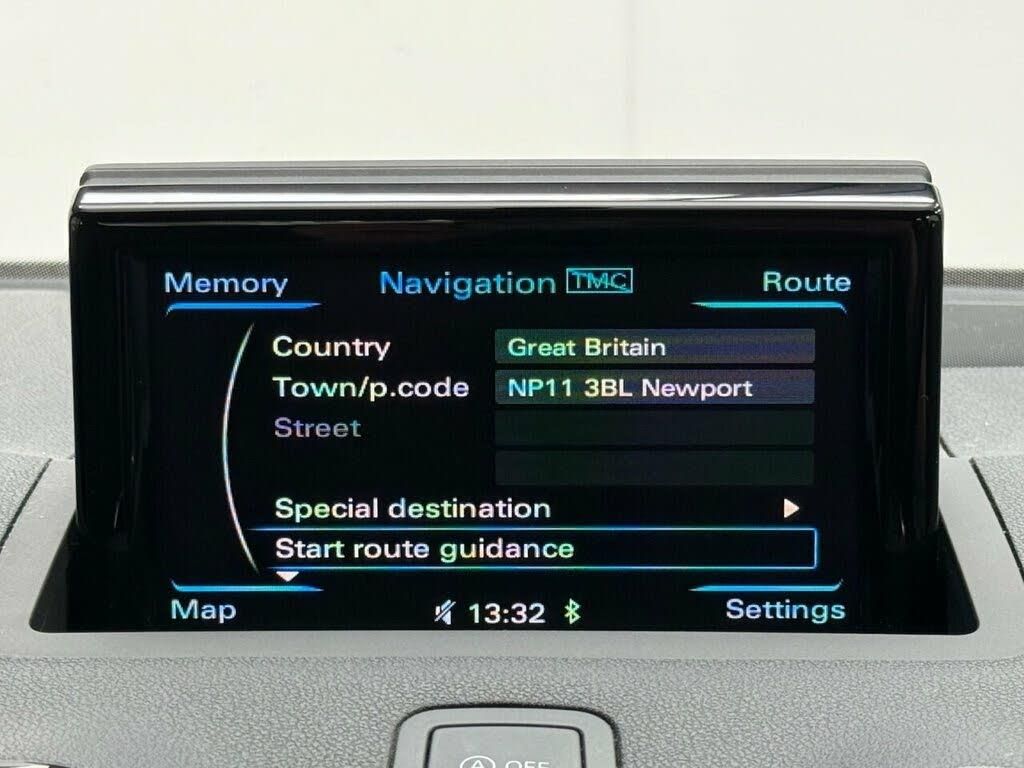 Memory Navigation TMC Route
Country Great Britain
Town/p.code NP11 3BL Newport
Street
Special destination
Start route guidance
Map 13:32 Settings
A OFF